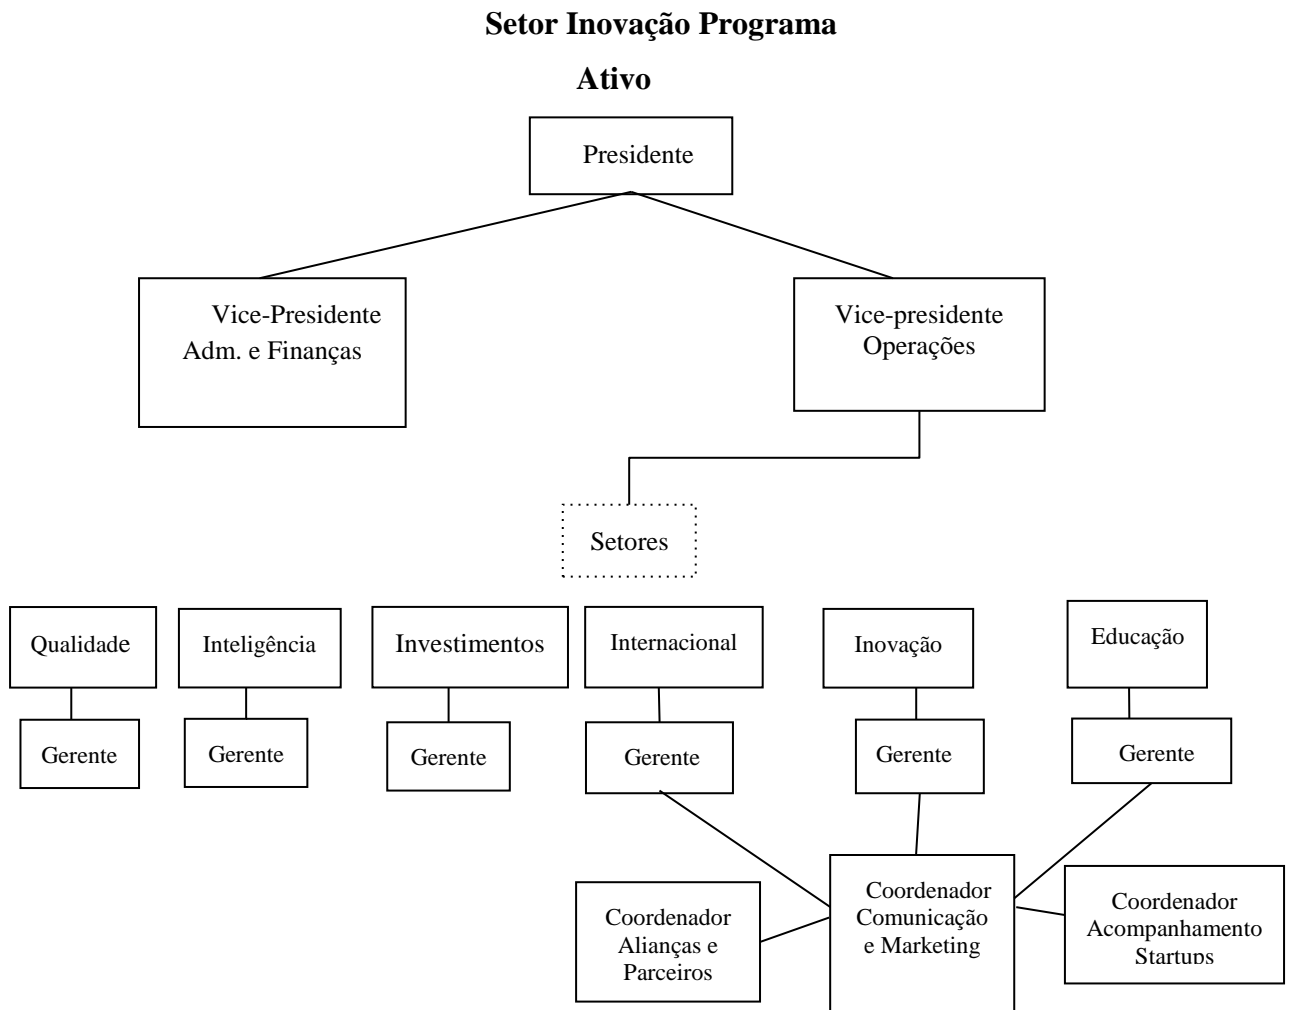 Setor Inovação Programa
Ativo
Presidente
Vice-Presidente
Adm. e Finanças
Vice-presidente
Operações
Setores
Qualidade
Inteligência
Investimentos
Internacional
Inovação
Educação
Gerente
Gerente
Gerente
Gerente
Gerente
Gerente
Coordenador
Alianças e
Parceiros
Coordenador
Comunicação
e Marketing
Coordenador
Acompanhamento
Startups